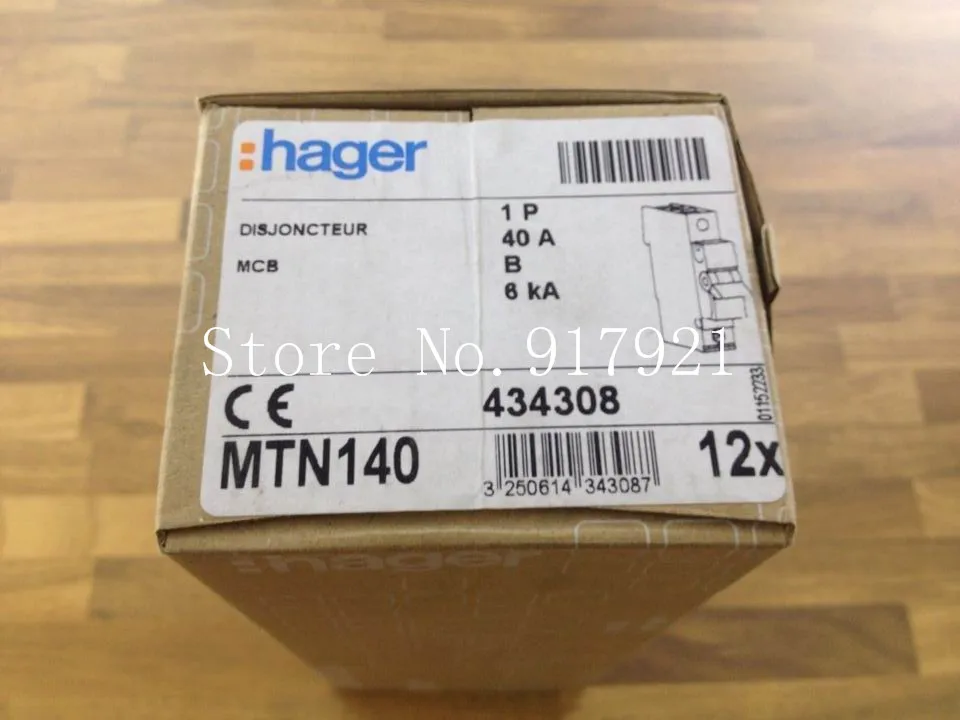 :hager
DISJONCTEUR
MCB
1 P
40 A
B
6 kA
Store No. 917921
01152233
CE
434308
MTN140
3 250614 343087
12x
:hager